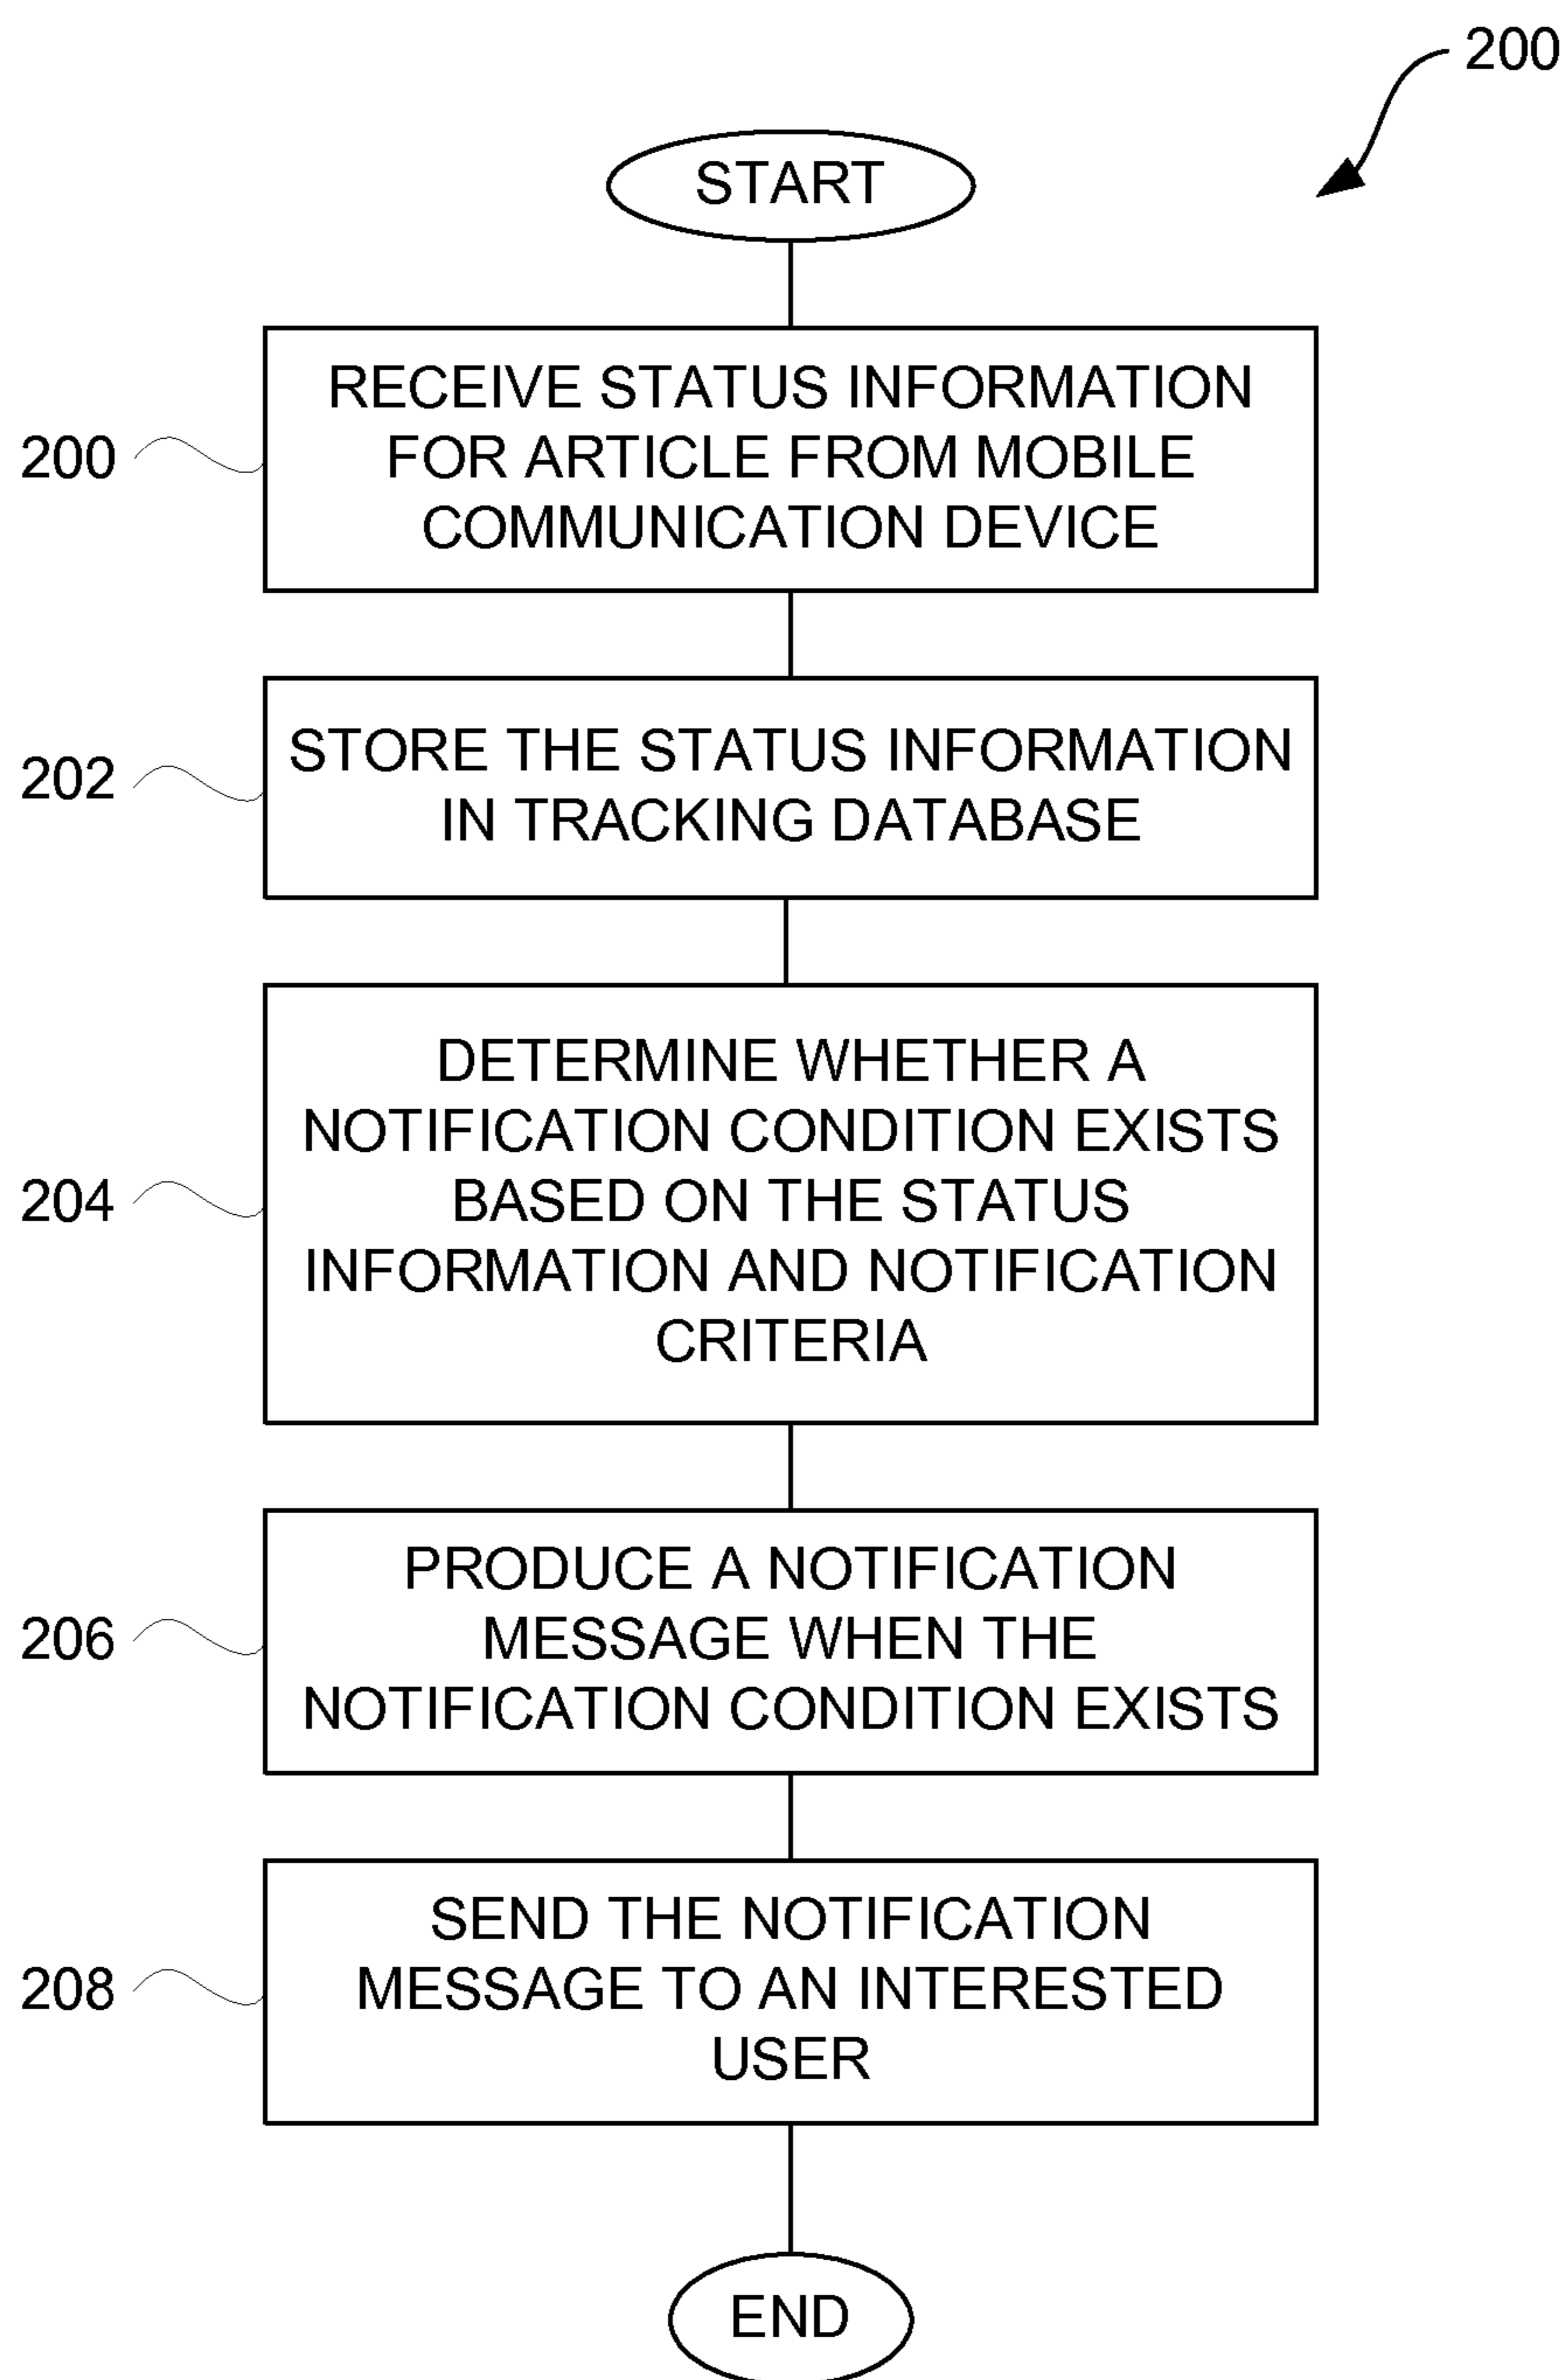 200
START
RECEIVE STATUS INFORMATION
FOR ARTICLE FROM MOBILE
COMMUNICATION DEVICE
200
STORE THE STATUS INFORMATION
IN TRACKING DATABASE
202
DETERMINE WHETHER A
NOTIFICATION CONDITION EXISTS
BASED ON THE STATUS
INFORMATION AND NOTIFICATION
CRITERIA
204
PRODUCE A NOTIFICATION
MESSAGE WHEN THE
NOTIFICATION CONDITION EXISTS
206
SEND THE NOTIFICATION
MESSAGE TO AN INTERESTED
USER
208
END